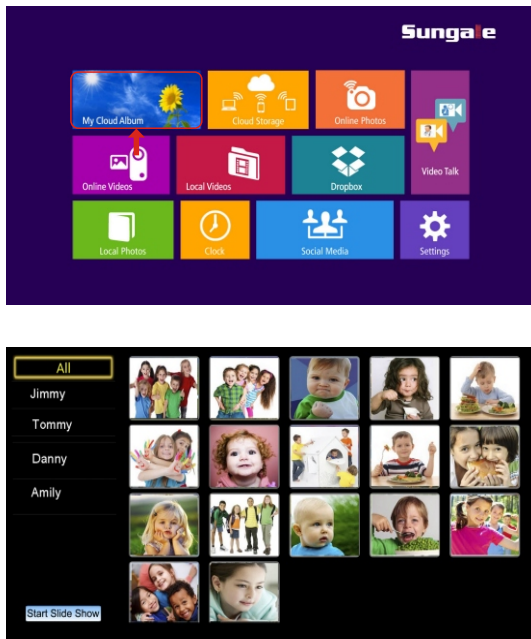 Sungale
My Cloud Album
Cloud Storage
Online Photos
Online Videos
Local Videos
Dropbox
Video Talk
Local Photos
Clock
Social Media
Settings
All
Jimmy
Tommy
Danny
Amily
Start Slide Show